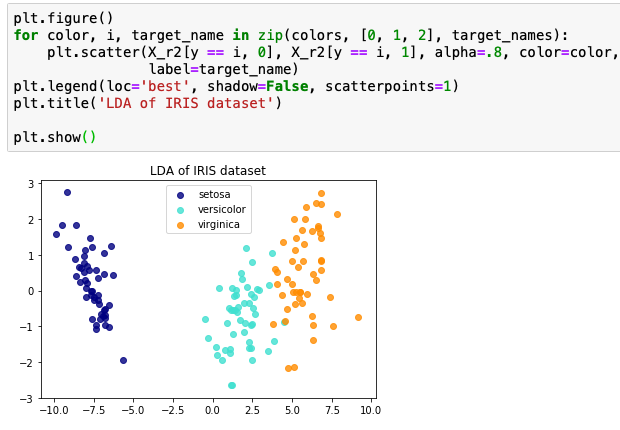 plt.figure()
for color, i, target_name in zip(colors, [0, 1, 2], target_names):
    plt.scatter(X_r2[y == i, 0], X_r2[y == i, 1], alpha=.8, color=color,
                label=target_name)
plt.legend(loc='best', shadow=False, scatterpoints=1)
plt.title('LDA of IRIS dataset')
plt.show()
LDA of IRIS dataset
setosa
versicolor
virginica
3
2
1
0
−1
−2
−3
−10.0 −7.5 −5.0 −2.5 0.0 2.5 5.0 7.5 10.0